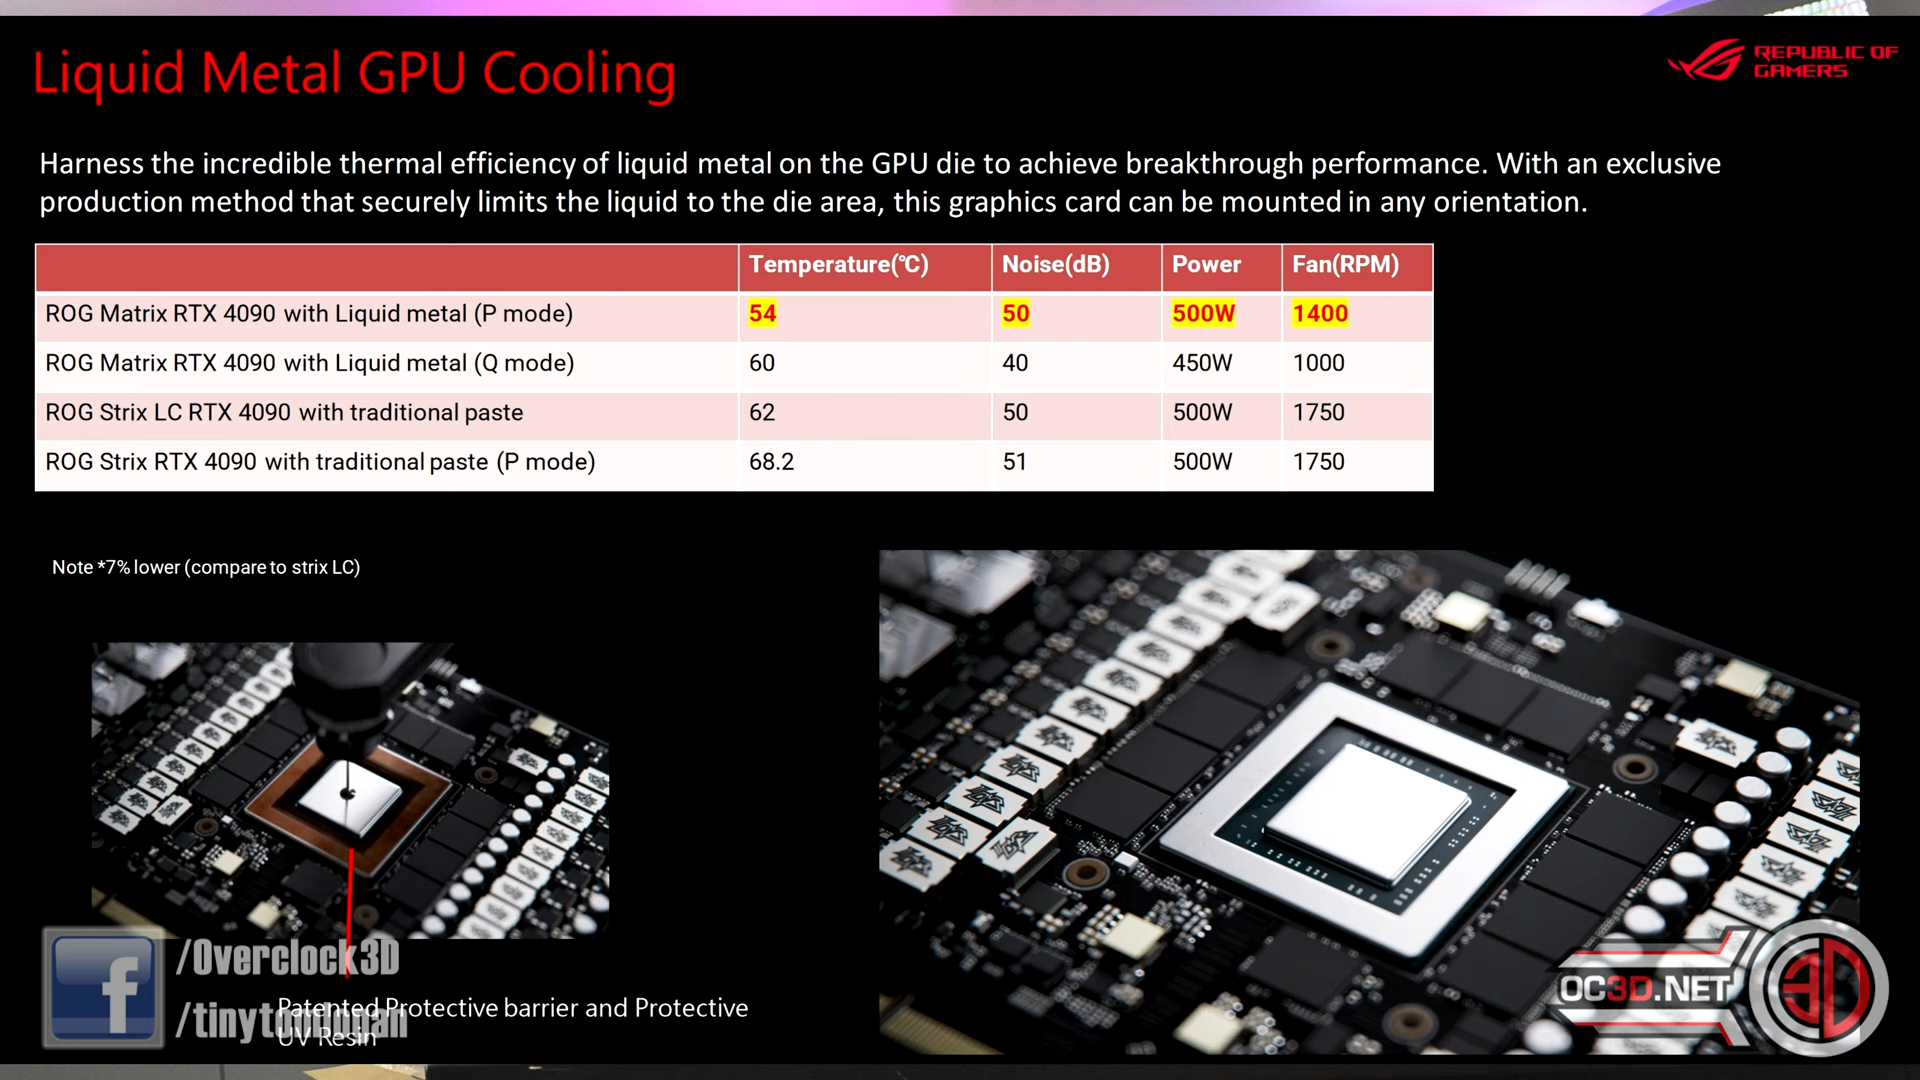 Liquid Metal GPU Cooling
REPUBLIC OF
GAMERS
Harness the incredible thermal efficiency of liquid metal on the GPU die to achieve breakthrough performance. With an exclusive
production method that securely limits the liquid to the die area, this graphics card can be mounted in any orientation.
Temperature(℃) Noise(dB) Power Fan(RPM)
ROG Matrix RTX 4090 with Liquid metal (P mode) 54 50 500W 1400
ROG Matrix RTX 4090 with Liquid metal (Q mode) 60 40 450W 1000
ROG Strix LC RTX 4090 with traditional paste 62 50 500W 1750
ROG Strix RTX 4090 with traditional paste (P mode) 68.2 51 500W 1750
Note *7% lower (compare to strix LC)
f
/Overclock3D
Patented Protective barrier and Protective
UV Resin
OC3D.NET
3D